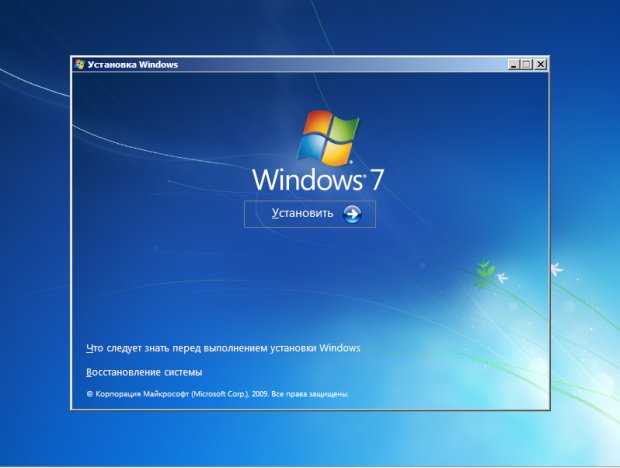 Установка Windows
Windows 7
Установить
Что следует знать перед выполнением установки Windows
Восстановление системы
© Корпорация Майкрософт (Microsoft Corp.), 2009. Все права защищены.